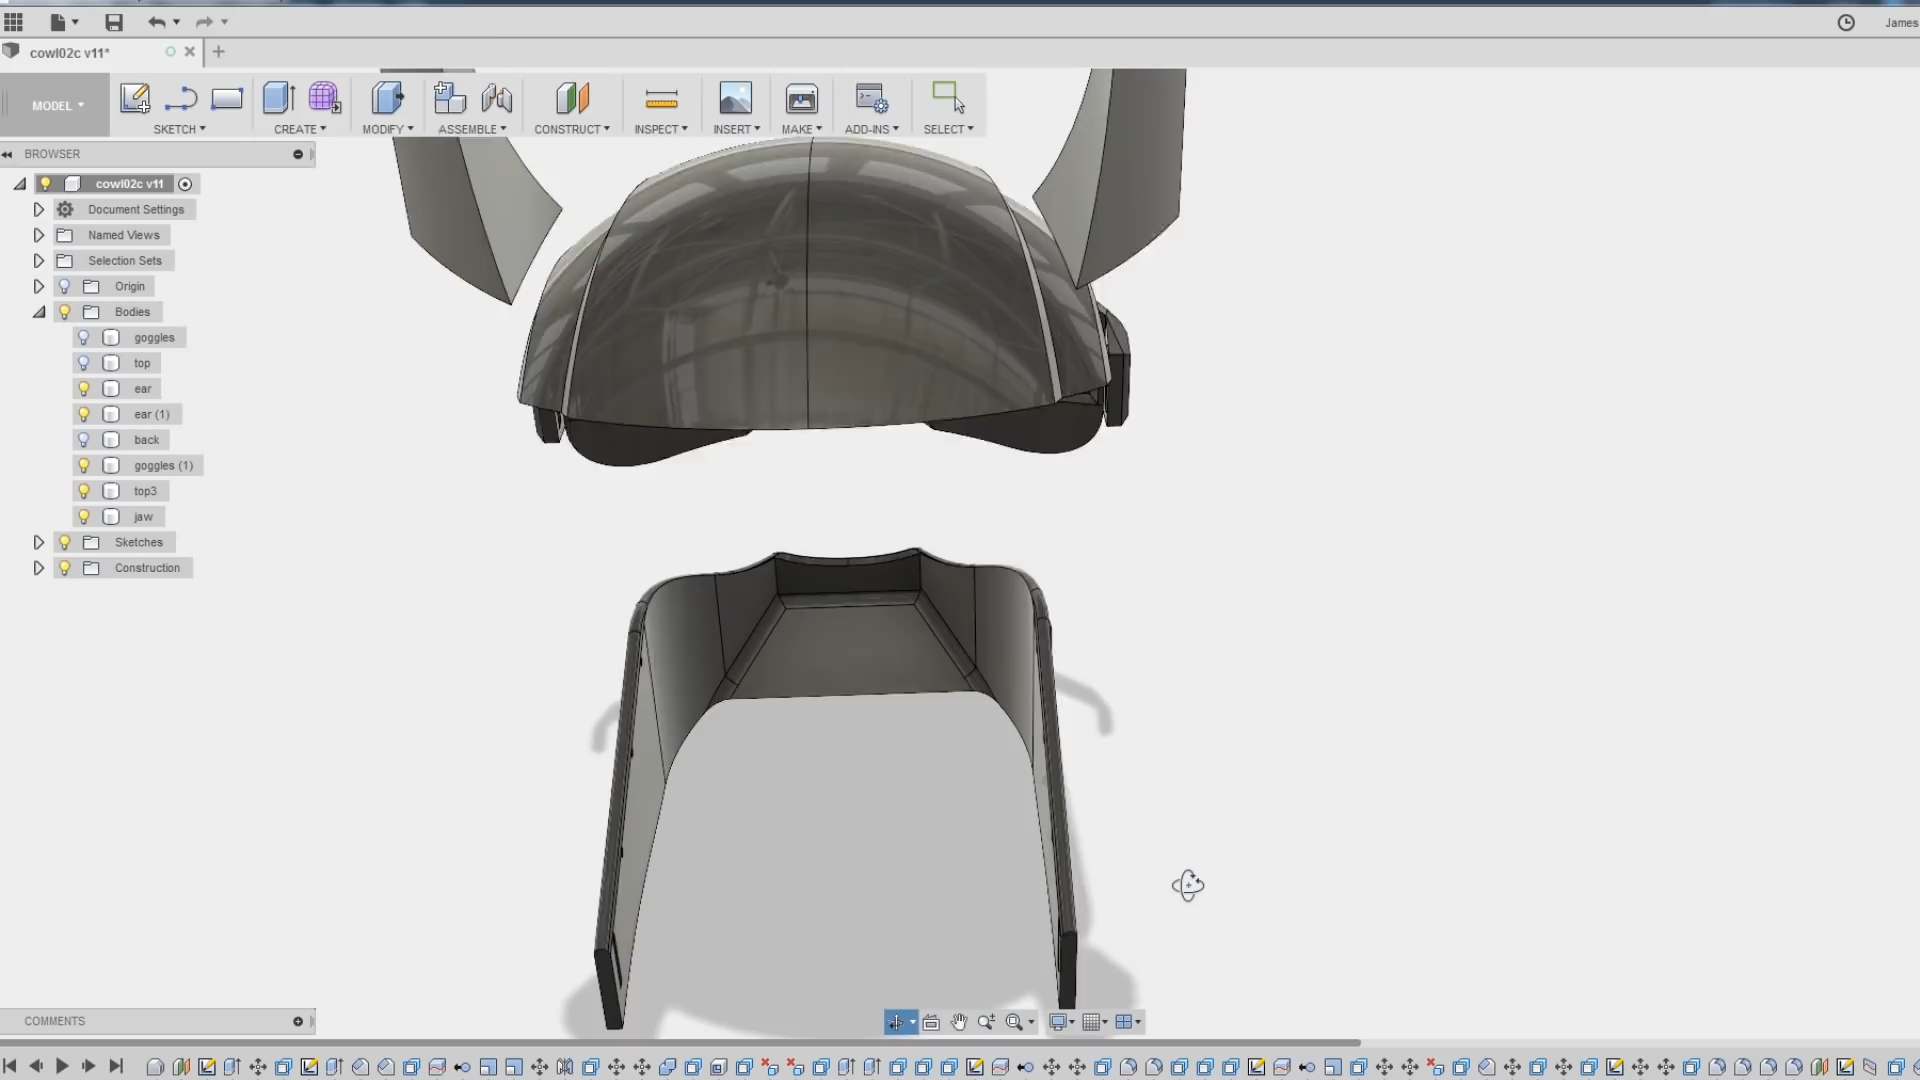 James
cowl02c v11*
MODEL
SKETCH CREATE MODIFY ASSEMBLE CONSTRUCT INSPECT INSERT MAKE ADD-INS SELECT
BROWSER
cowl02c v11
Document Settings
Named Views
Selection Sets
Origin
Bodies
goggles
top
ear
ear (1)
back
goggles (1)
top3
jaw
Sketches
Construction
COMMENTS